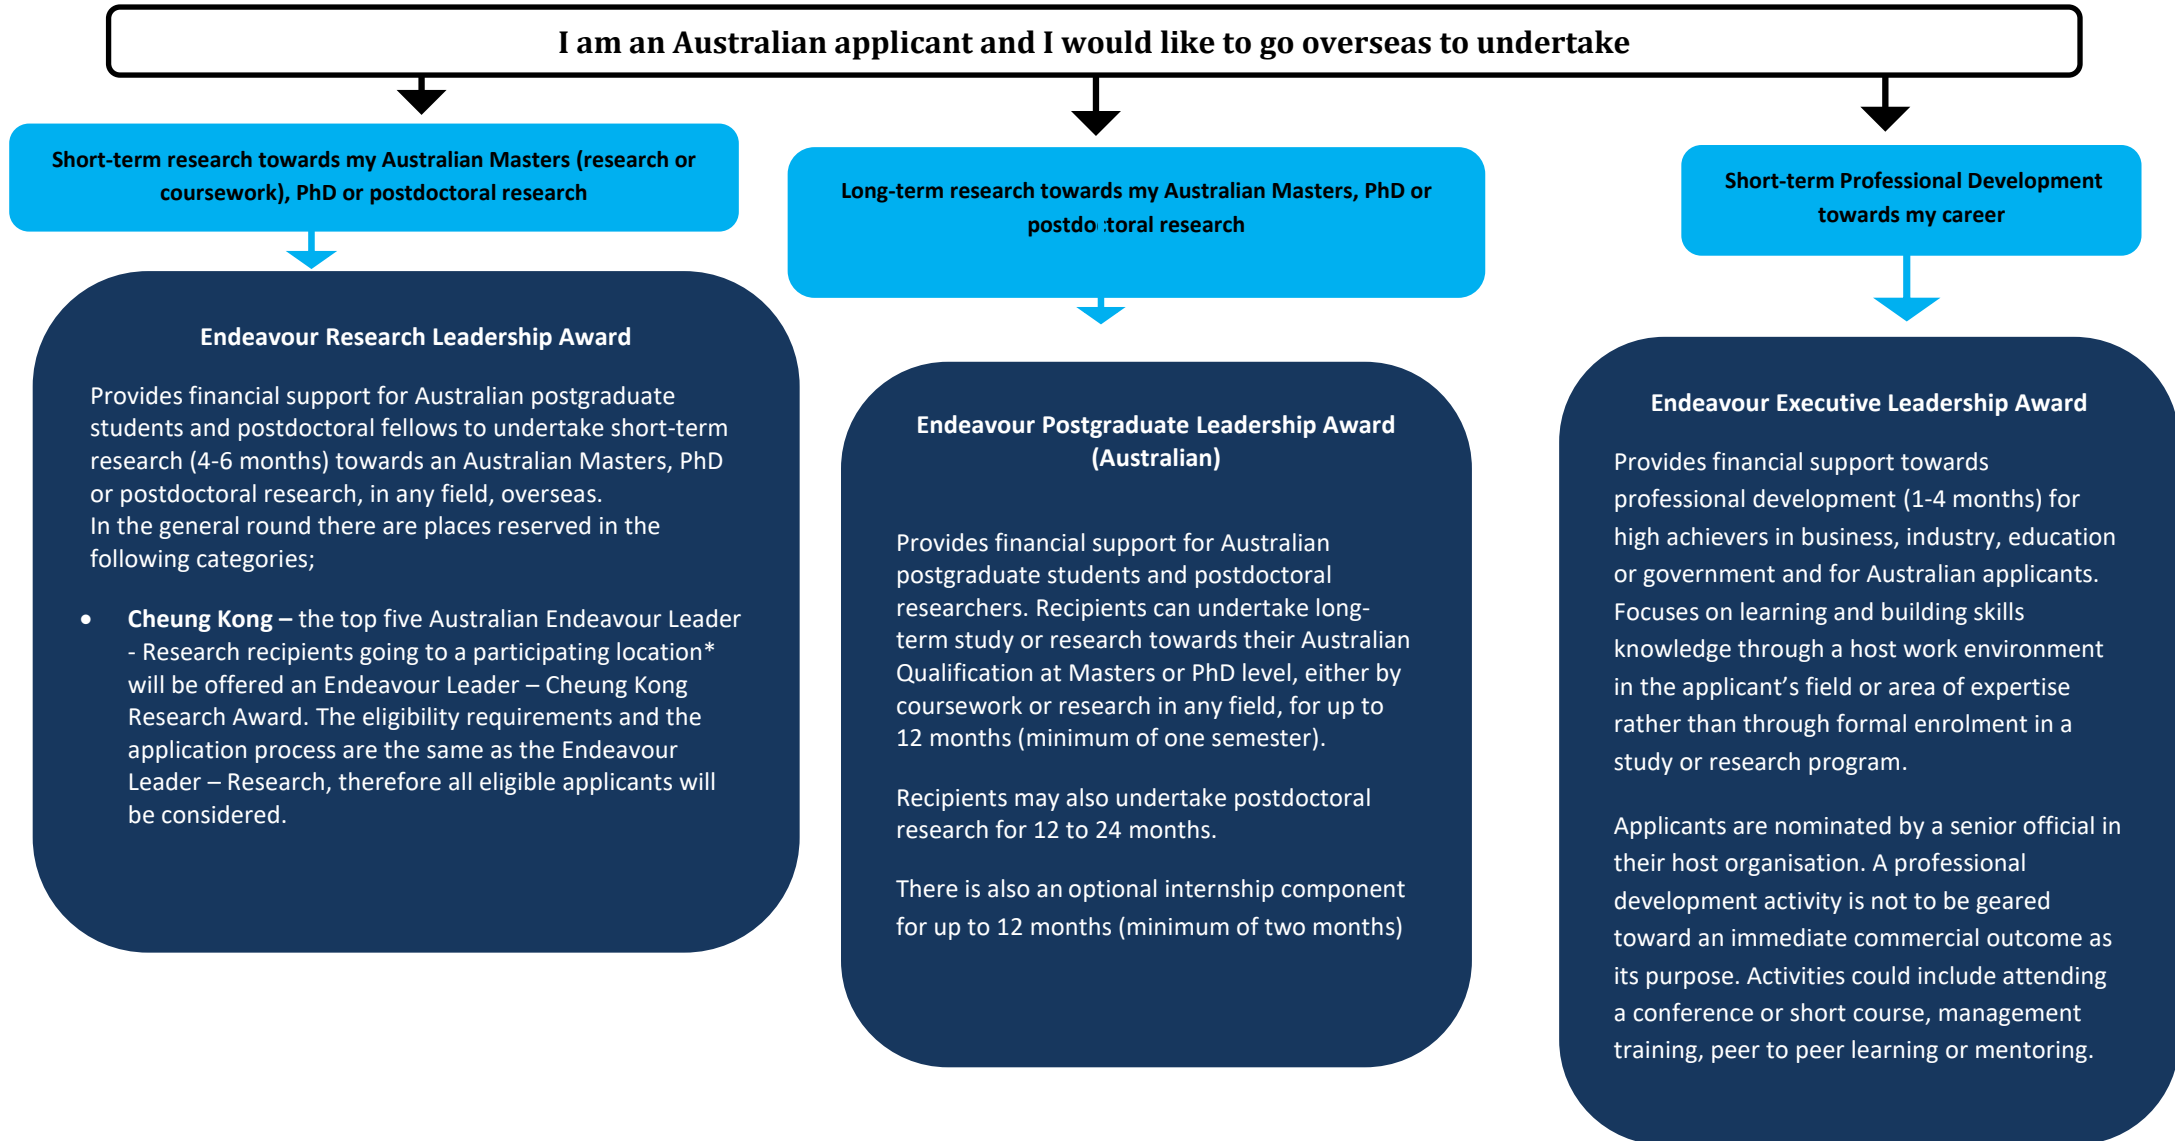 I am an Australian applicant and I would like to go overseas to undertake
Short-term research towards my Australian Masters (research or
coursework), PhD or postdoctoral research
Endeavour Research Leadership Award
Provides financial support for Australian postgraduate
students and postdoctoral fellows to undertake short-term
research (4-6 months) towards an Australian Masters, PhD
or postdoctoral research, in any field, overseas.
In the general round there are places reserved in the
following categories;
• Cheung Kong – the top five Australian Endeavour Leader
- Research recipients going to a participating location*
will be offered an Endeavour Leader – Cheung Kong
Research Award. The eligibility requirements and the
application process are the same as the Endeavour
Leader – Research, therefore all eligible applicants will
be considered.
Long-term research towards my Australian Masters, PhD or
postdoctoral research
Endeavour Postgraduate Leadership Award
(Australian)
Provides financial support for Australian
postgraduate students and postdoctoral
researchers. Recipients can undertake long-
term study or research towards their Australian
Qualification at Masters or PhD level, either by
coursework or research in any field, for up to
12 months (minimum of one semester).
Recipients may also undertake postdoctoral
research for 12 to 24 months.
There is also an optional internship component
for up to 12 months (minimum of two months)
Short-term Professional Development
towards my career
Endeavour Executive Leadership Award
Provides financial support towards
professional development (1-4 months) for
high achievers in business, industry, education
or government and for Australian applicants.
Focuses on learning and building skills
knowledge through a host work environment
in the applicant’s field or area of expertise
rather than through formal enrolment in a
study or research program.
Applicants are nominated by a senior official in
their host organisation. A professional
development activity is not to be geared
toward an immediate commercial outcome as
its purpose. Activities could include attending
a conference or short course, management
training, peer to peer learning or mentoring.